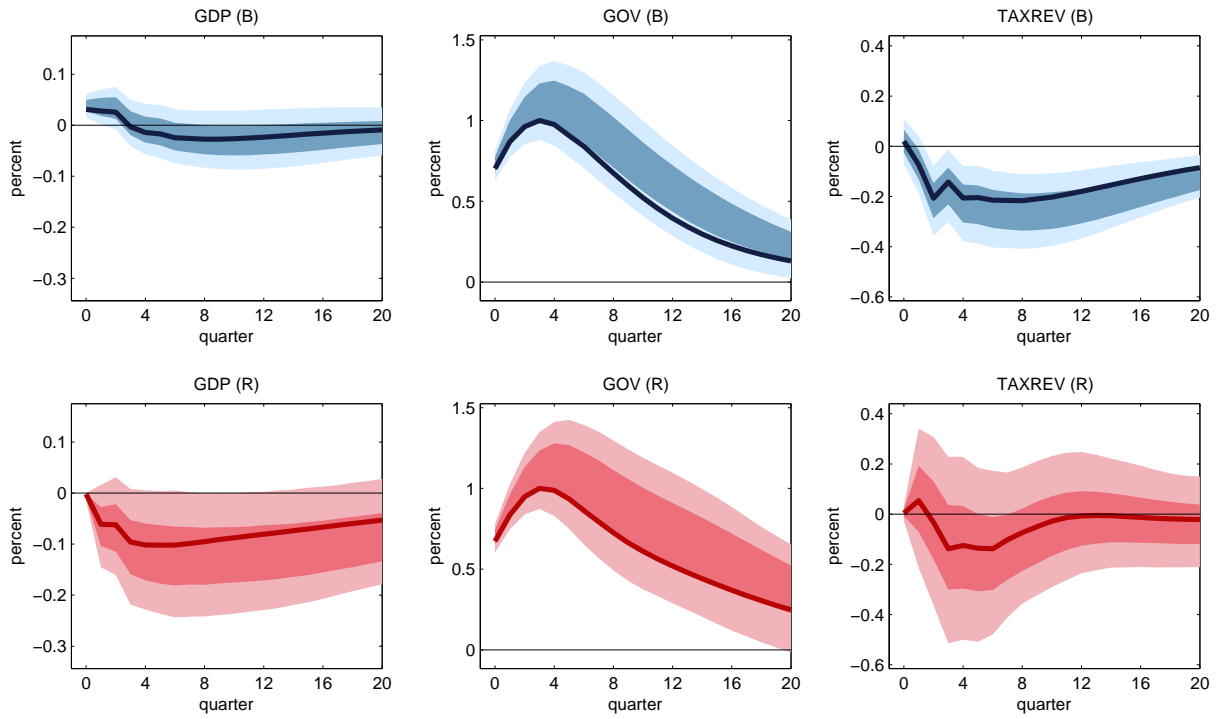 GDP (B)
GOV (B)
TAXREV (B)
percent
0.1
0
−0.1
−0.2
−0.3
0 4 8 12 16 20
quarter
percent
1.5
1
0.5
0
0 4 8 12 16 20
quarter
percent
0.4
0.2
0
−0.2
−0.4
−0.6
0 4 8 12 16 20
quarter
GDP (R)
GOV (R)
TAXREV (R)
percent
0.1
0
−0.1
−0.2
−0.3
0 4 8 12 16 20
quarter
percent
1.5
1
0.5
0
0 4 8 12 16 20
quarter
percent
0.4
0.2
0
−0.2
−0.4
−0.6
0 4 8 12 16 20
quarter